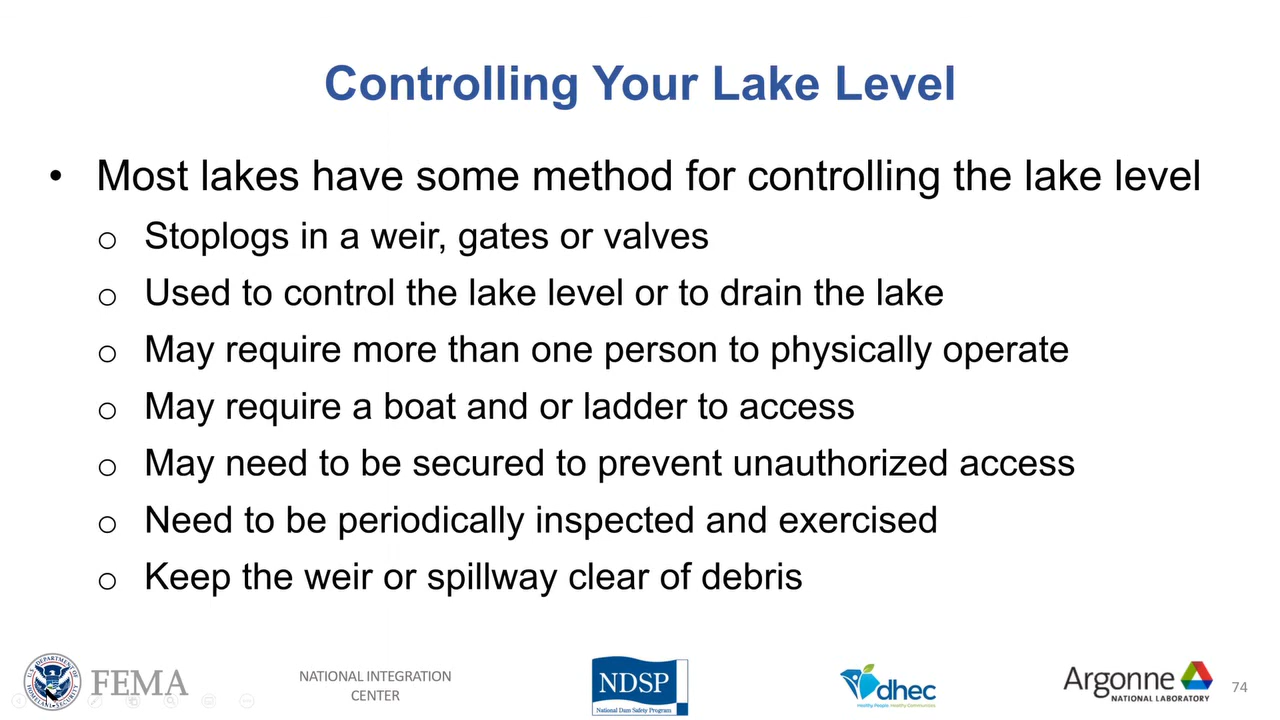 Controlling Your Lake Level
• Most lakes have some method for controlling the lake level
o Stoplogs in a weir, gates or valves
o Used to control the lake level or to drain the lake
o May require more than one person to physically operate
o May require a boat and or ladder to access
o May need to be secured to prevent unauthorized access
o Need to be periodically inspected and exercised
o Keep the weir or spillway clear of debris
FEMA
NATIONAL INTEGRATION
CENTER
NDSP
National Dam Safety Program
dhec
Healthy People Healthy Communities
Argonne
NATIONAL LABORATORY
74